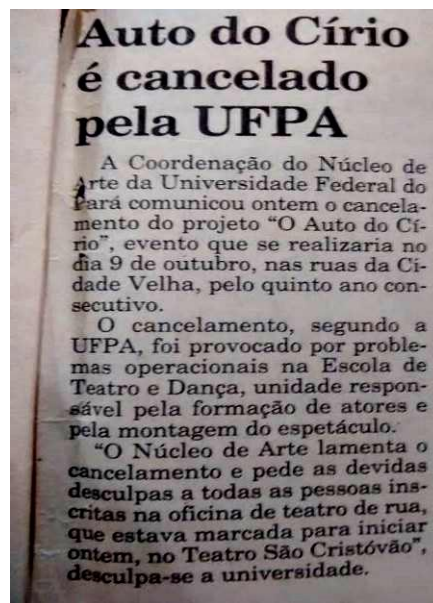 Auto do Círio
é cancelado
pela UFPA
A Coordenação do Núcleo de
Arte da Universidade Federal do
Pará comunicou ontem o cancela-
mento do projeto “O Auto do Cí-
rio”, evento que se realizaria no
dia 9 de outubro, nas ruas da Ci-
dade Velha, pelo quinto ano con-
secutivo.
O cancelamento, segundo a
UFPA, foi provocado por proble-
mas operacionais na Escola de
Teatro e Dança, unidade respon-
sável pela formação de atores e
pela montagem do espetáculo.
“O Núcleo de Arte lamenta o
cancelamento e pede as devidas
desculpas a todas as pessoas ins-
critas na oficina de teatro de rua,
que estava marcada para iniciar
ontem, no Teatro São Cristóvão”,
desculpa-se a universidade.